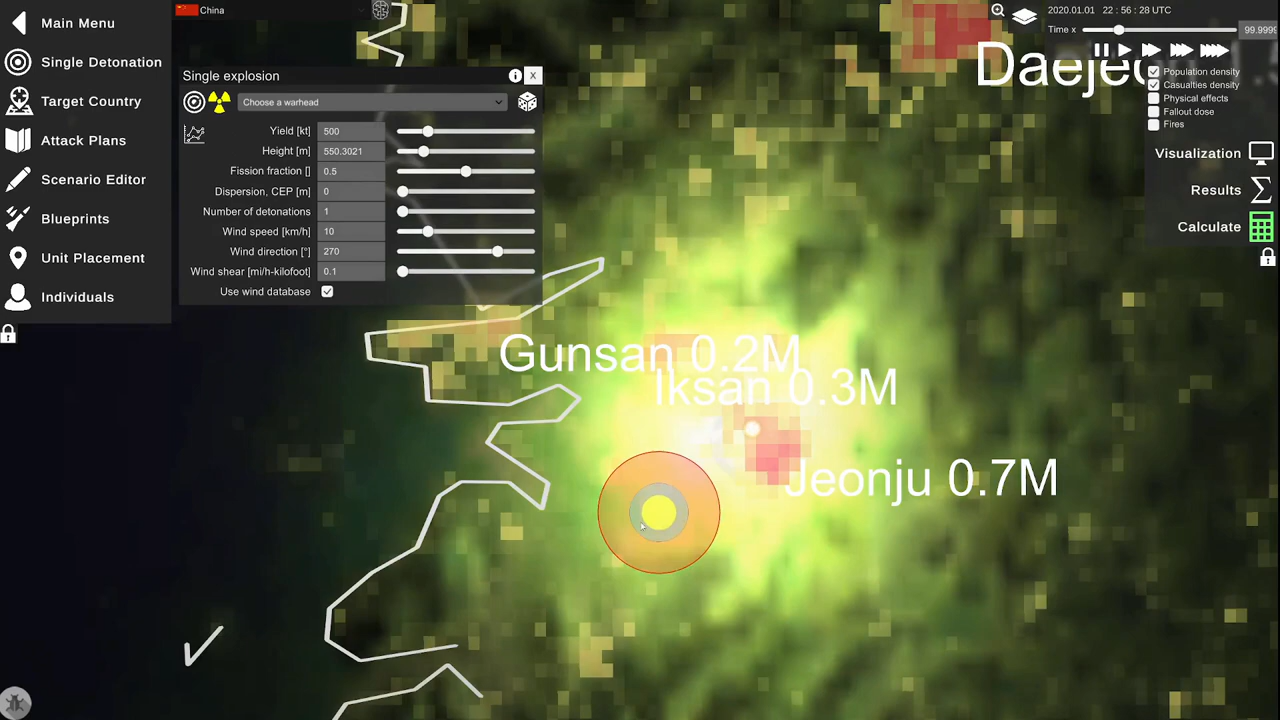 Main Menu
Single Detonation
Target Country
Attack Plans
Scenario Editor
Blueprints
Unit Placement
Individuals
China
Single explosion
i X
Choose a warhead
Yield [kt] 500
Height [m] 550.3021
Fission fraction [] 0.5
Dispersion, CEP [m] 0
Number of detonations 1
Wind speed [km/h] 10
Wind direction [°] 270
Wind shear [mi/h-kilofoot] 0.1
Use wind database
2020.01.01 22 : 56 : 28 UTC
Time x 99.9999
Population density
Casualties density
Physical effects
Fallout dose
Fires
Visualization
Results
Calculate
Gunsan 0.2M
Iksan 0.3M
Jeonju 0.7M